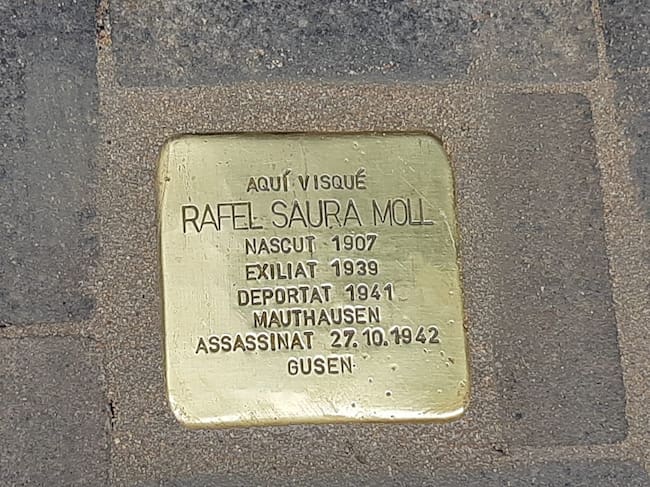 AQUÍ VISQUÉ
RAFEL SAURA MOLL
NASCUT 1907
EXILIAT 1939
DEPORTAT 1941
MAUTHAUSEN
ASSASSINAT 27.10.1942
GUSEN